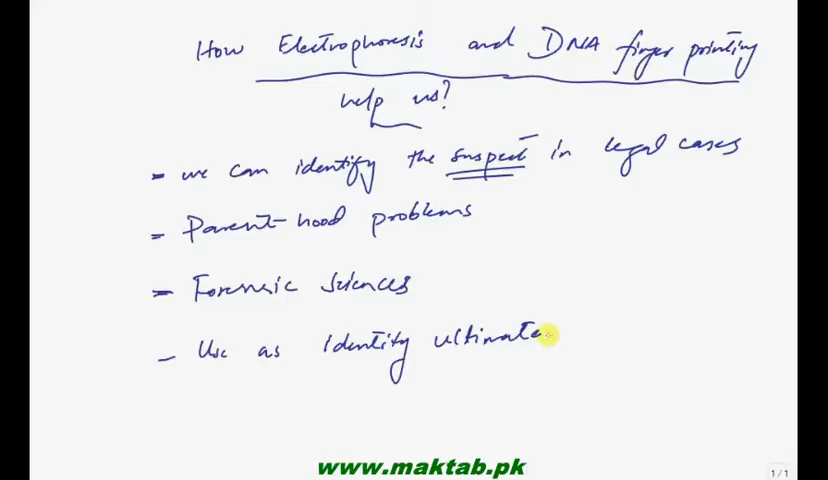 How Electrophoresis and DNA finger printing
help us?
- we can identify the suspect in legal cases
- Parent-hood problems
- Forensic Sciences
- Use as Identity ultimate
www.maktab.pk
1/1